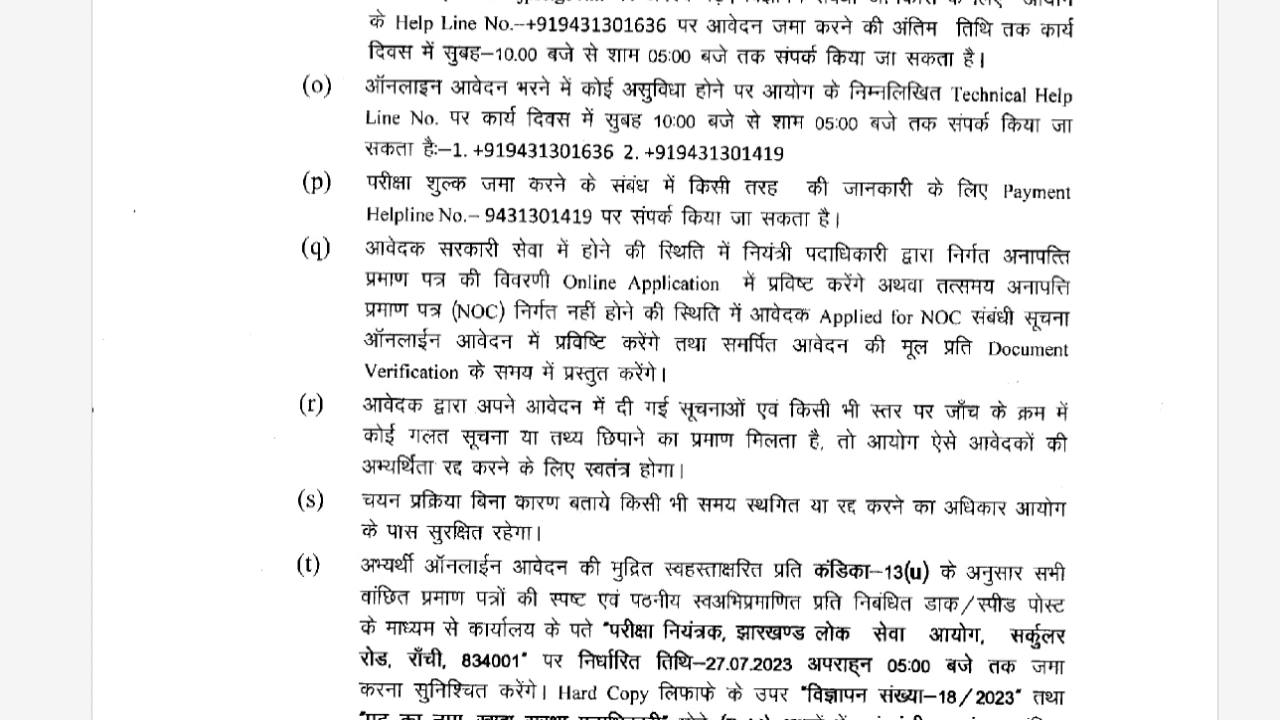 के Help Line No.–+919431301636 पर आवेदन जमा करने की अंतिम तिथि तक कार्य
दिवस में सुबह–10.00 बजे से शाम 05:00 बजे तक संपर्क किया जा सकता है।
(o) ऑनलाइन आवेदन भरने में कोई असुविधा होने पर आयोग के निम्नलिखित Technical Help
Line No. पर कार्य दिवस में सुबह 10:00 बजे से शाम 05:00 बजे तक संपर्क किया जा
सकता है:–1. +919431301636 2. +919431301419
(p) परीक्षा शुल्क जमा करने के संबंध में किसी तरह की जानकारी के लिए Payment
Helpline No.– 9431301419 पर संपर्क किया जा सकता है।
(q) आवेदक सरकारी सेवा में होने की स्थिति में नियंत्री पदाधिकारी द्वारा निर्गत अनापत्ति
प्रमाण पत्र की विवरणी Online Application में प्रविष्ट करेंगे अथवा तत्समय अनापत्ति
प्रमाण पत्र (NOC) निर्गत नहीं होने की स्थिति में आवेदक Applied for NOC संबंधी सूचना
ऑनलाईन आवेदन में प्रविष्टि करेंगे तथा समर्पित आवेदन की मूल प्रति Document
Verification के समय में प्रस्तुत करेंगे।
(r) आवेदक द्वारा अपने आवेदन में दी गई सूचनाओं एवं किसी भी स्तर पर जाँच के क्रम में
कोई गलत सूचना या तथ्य छिपाने का प्रमाण मिलता है, तो आयोग ऐसे आवेदकों की
अभ्यर्थिता रद्द करने के लिए स्वतंत्र होगा।
(s) चयन प्रक्रिया बिना कारण बताये किसी भी समय स्थगित या रद्द करने का अधिकार आयोग
के पास सुरक्षित रहेगा।
(t) अभ्यर्थी ऑनलाईन आवेदन की मुद्रित स्वहस्ताक्षरित प्रति कंडिका–13(u) के अनुसार सभी
वांछित प्रमाण पत्रों की स्पष्ट एवं पठनीय स्वअभिप्रमाणित प्रति निबंधित डाक/स्पीड पोस्ट
के माध्यम से कार्यालय के पते "परीक्षा नियंत्रक, झारखण्ड लोक सेवा आयोग, सर्कुलर
रोड, राँची, 834001" पर निर्धारित तिथि–27.07.2023 अपराह्न 05:00 बजे तक जमा
करना सुनिश्चित करेंगे। Hard Copy लिफाफे के उपर "विज्ञापन संख्या–18/2023" तथा